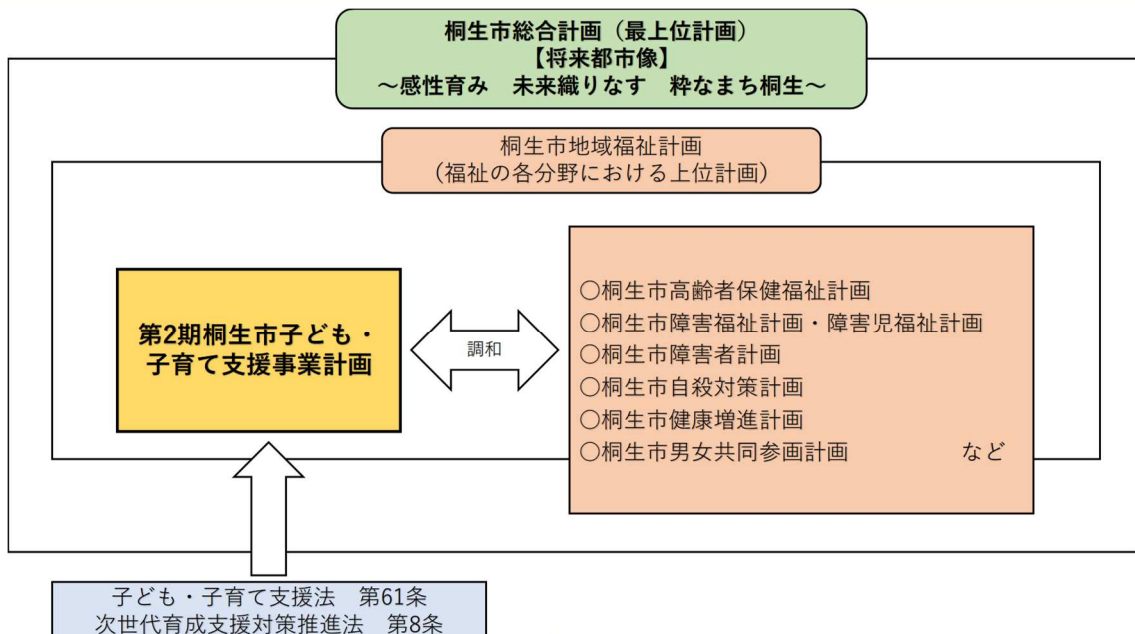 桐生市総合計画（最上位計画）
【将来都市像】
～感性育み　未来織りなす　粋なまち桐生～
桐生市地域福祉計画
（福祉の各分野における上位計画）
第2期桐生市子ども・
子育て支援事業計画
調和
○桐生市高齢者保健福祉計画
○桐生市障害福祉計画・障害児福祉計画
○桐生市障害者計画
○桐生市自殺対策計画
○桐生市健康増進計画
○桐生市男女共同参画計画　　　　など
子ども・子育て支援法　第61条
次世代育成支援対策推進法　第8条